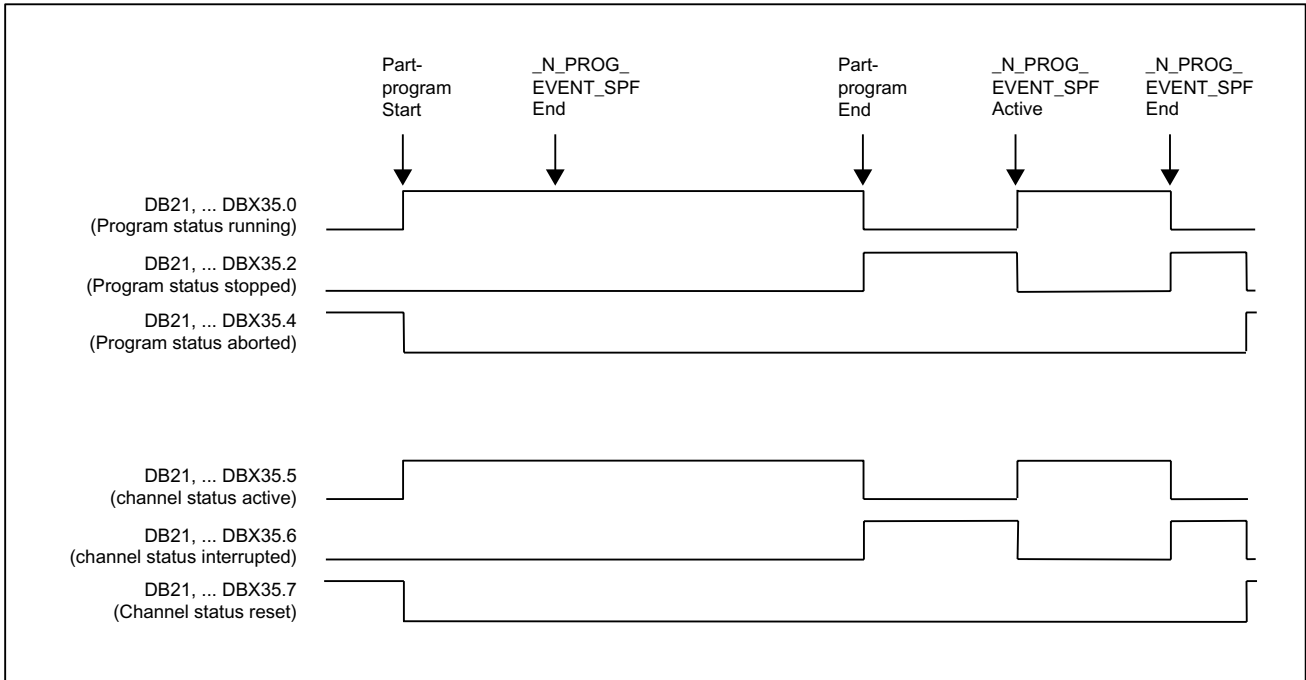 Part-
program
Start
_N_PROG_
EVENT_SPF
End
Part-
program
End
_N_PROG_
EVENT_SPF
Active
_N_PROG_
EVENT_SPF
End
DB21, ... DBX35.0
(Program status running)
DB21, ... DBX35.2
(Program status stopped)
DB21, ... DBX35.4
(Program status aborted)
DB21, ... DBX35.5
(channel status active)
DB21, ... DBX35.6
(channel status interrupted)
DB21, ... DBX35.7
(Channel status reset)